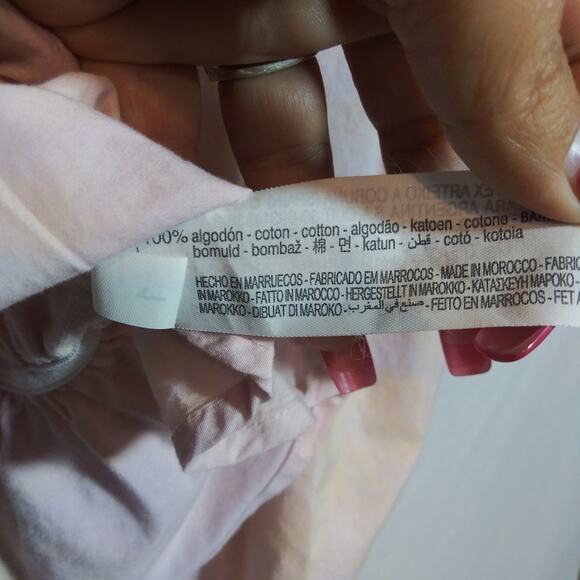 100% algodón - coton - cotton - algodão - katoen - cotone - BAM
bomuld - bombaž - 棉 - 면 - katun - قطن - cotó - kotoia
HECHO EN MARRUECOS - FABRICADO EM MARROCOS - MADE IN MOROCCO - FABRIC
IN MAROKKO - FATTO IN MAROCCO - HERGESTELLT IN MAROKKO - ΚΑΤΑΣΚΕΥΗ ΜΑΡΟΚΟ -
MAROKKO - DIBUAT DI MAROKO - صنع في المغرب - FEITO EN MARROCOS - FET A